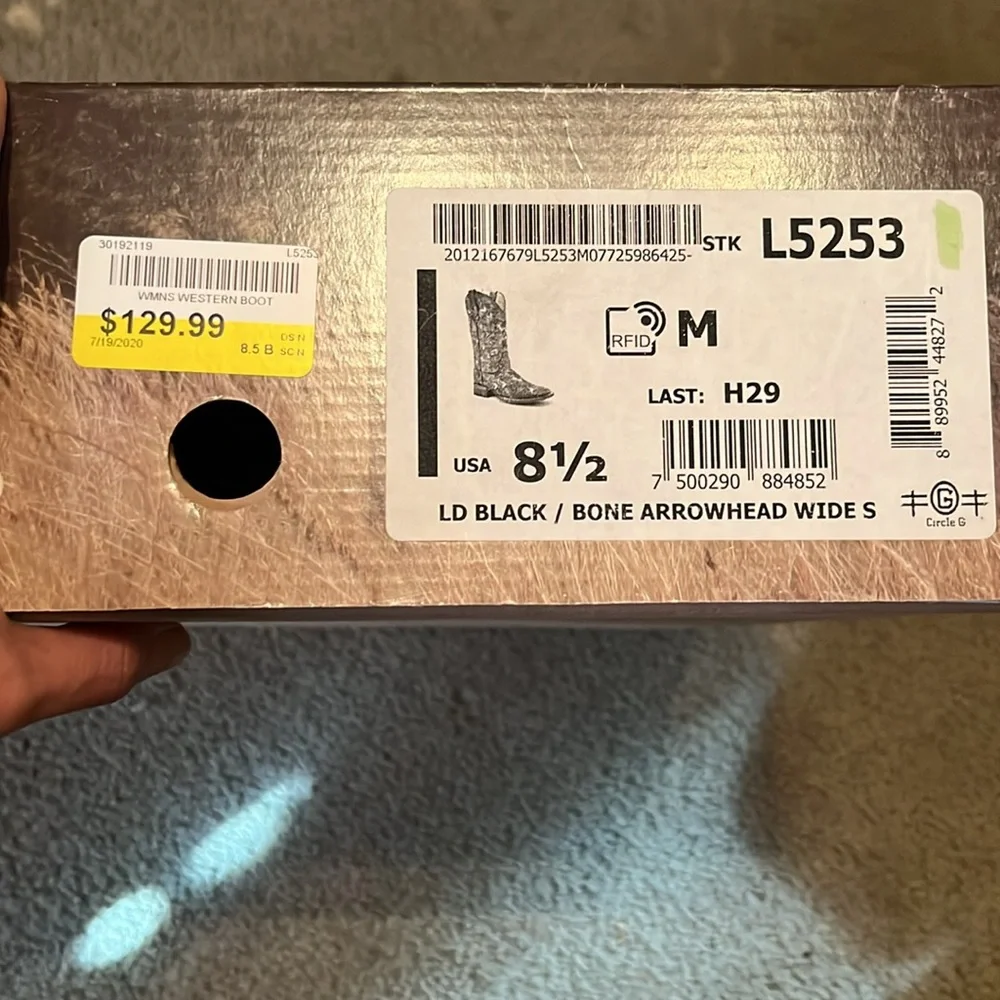 30192119
L5253
WMNS WESTERN BOOT
$129.99
DS N
7/19/2020
8.5 B SC N
2012167679L5253M07725986425-
STK L5253
RFID M
LAST: H29
USA 8½
7 500290 884852
LD BLACK / BONE ARROWHEAD WIDE S
8 89952 44827 2
G
Circle G